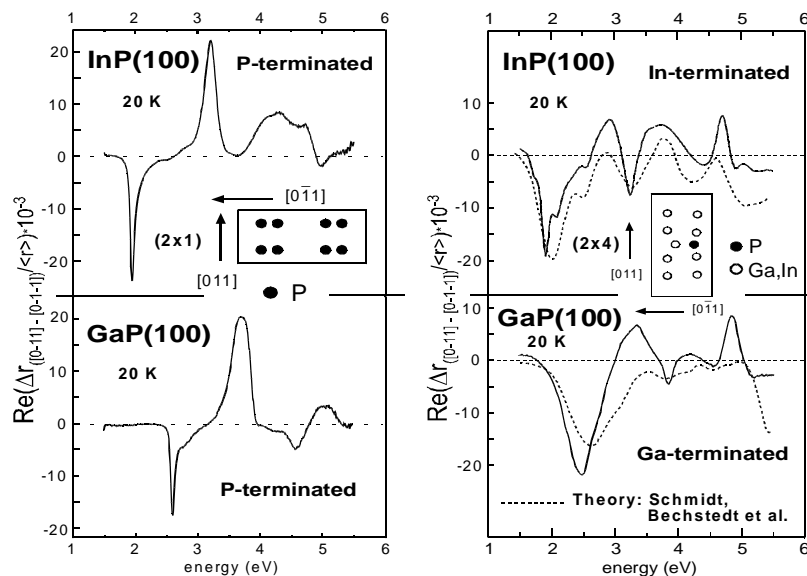 1 2 3 4 5 6
InP(100)
P-terminated
20 K
20
10
0
-10
-20
[01̄1]
(2x1)
[011]
P
GaP(100)
20 K
20
10
0
-10
-20
P-terminated
Re(Δr([0-11] - [0-1-1])/<r>)*10-3
1 2 3 4 5 6
energy (eV)
1 2 3 4 5 6
InP(100)
In-terminated
20 K
20
10
0
-10
-20
(2x4)
[011]
P
Ga,In
[01̄1]
GaP(100)
20 K
10
0
-10
-20
Ga-terminated
Theory: Schmidt,
Bechstedt et al.
Re(Δr([0-11] - [0-1-1])/<r>)*10-3
1 2 3 4 5 6
energy (eV)